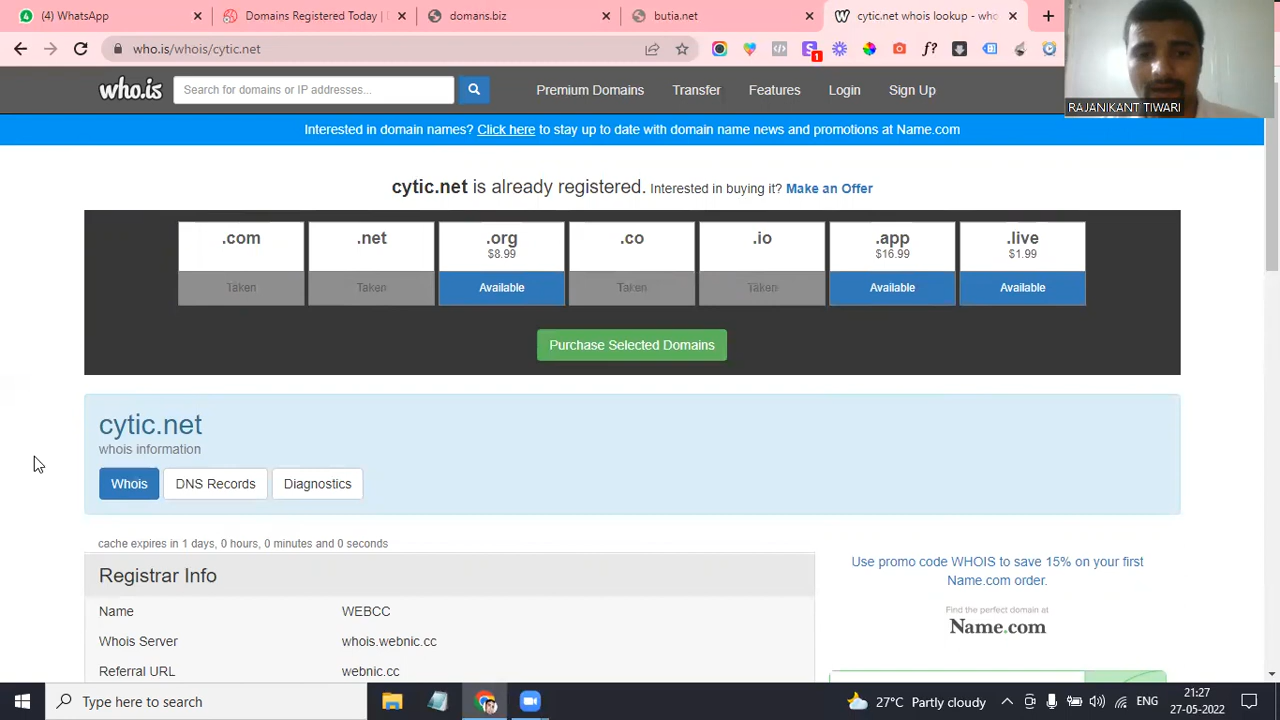 4 (4) WhatsApp
Domains Registered Today |
domans.biz
butia.net
cytic.net whois lookup - who
who.is/whois/cytic.net
1
f?
who.is
Search for domains or IP addresses...
Premium Domains
Transfer
Features
Login
Sign Up
RAJANIKANT TIWARI
Interested in domain names? Click here to stay up to date with domain name news and promotions at Name.com
cytic.net is already registered. Interested in buying it? Make an Offer
.com
.net
.org
.co
.io
.app
.live
$8.99
$16.99
$1.99
Taken
Taken
Available
Taken
Taken
Available
Available
Purchase Selected Domains
cytic.net
whois information
Whois
DNS Records
Diagnostics
cache expires in 1 days, 0 hours, 0 minutes and 0 seconds
Registrar Info
Name WEBCC
Whois Server whois.webnic.cc
Referral URL webnic.cc
Use promo code WHOIS to save 15% on your first
Name.com order.
Find the perfect domain at
Name.com
Type here to search
27°C Partly cloudy
ENG
21:27
27-05-2022